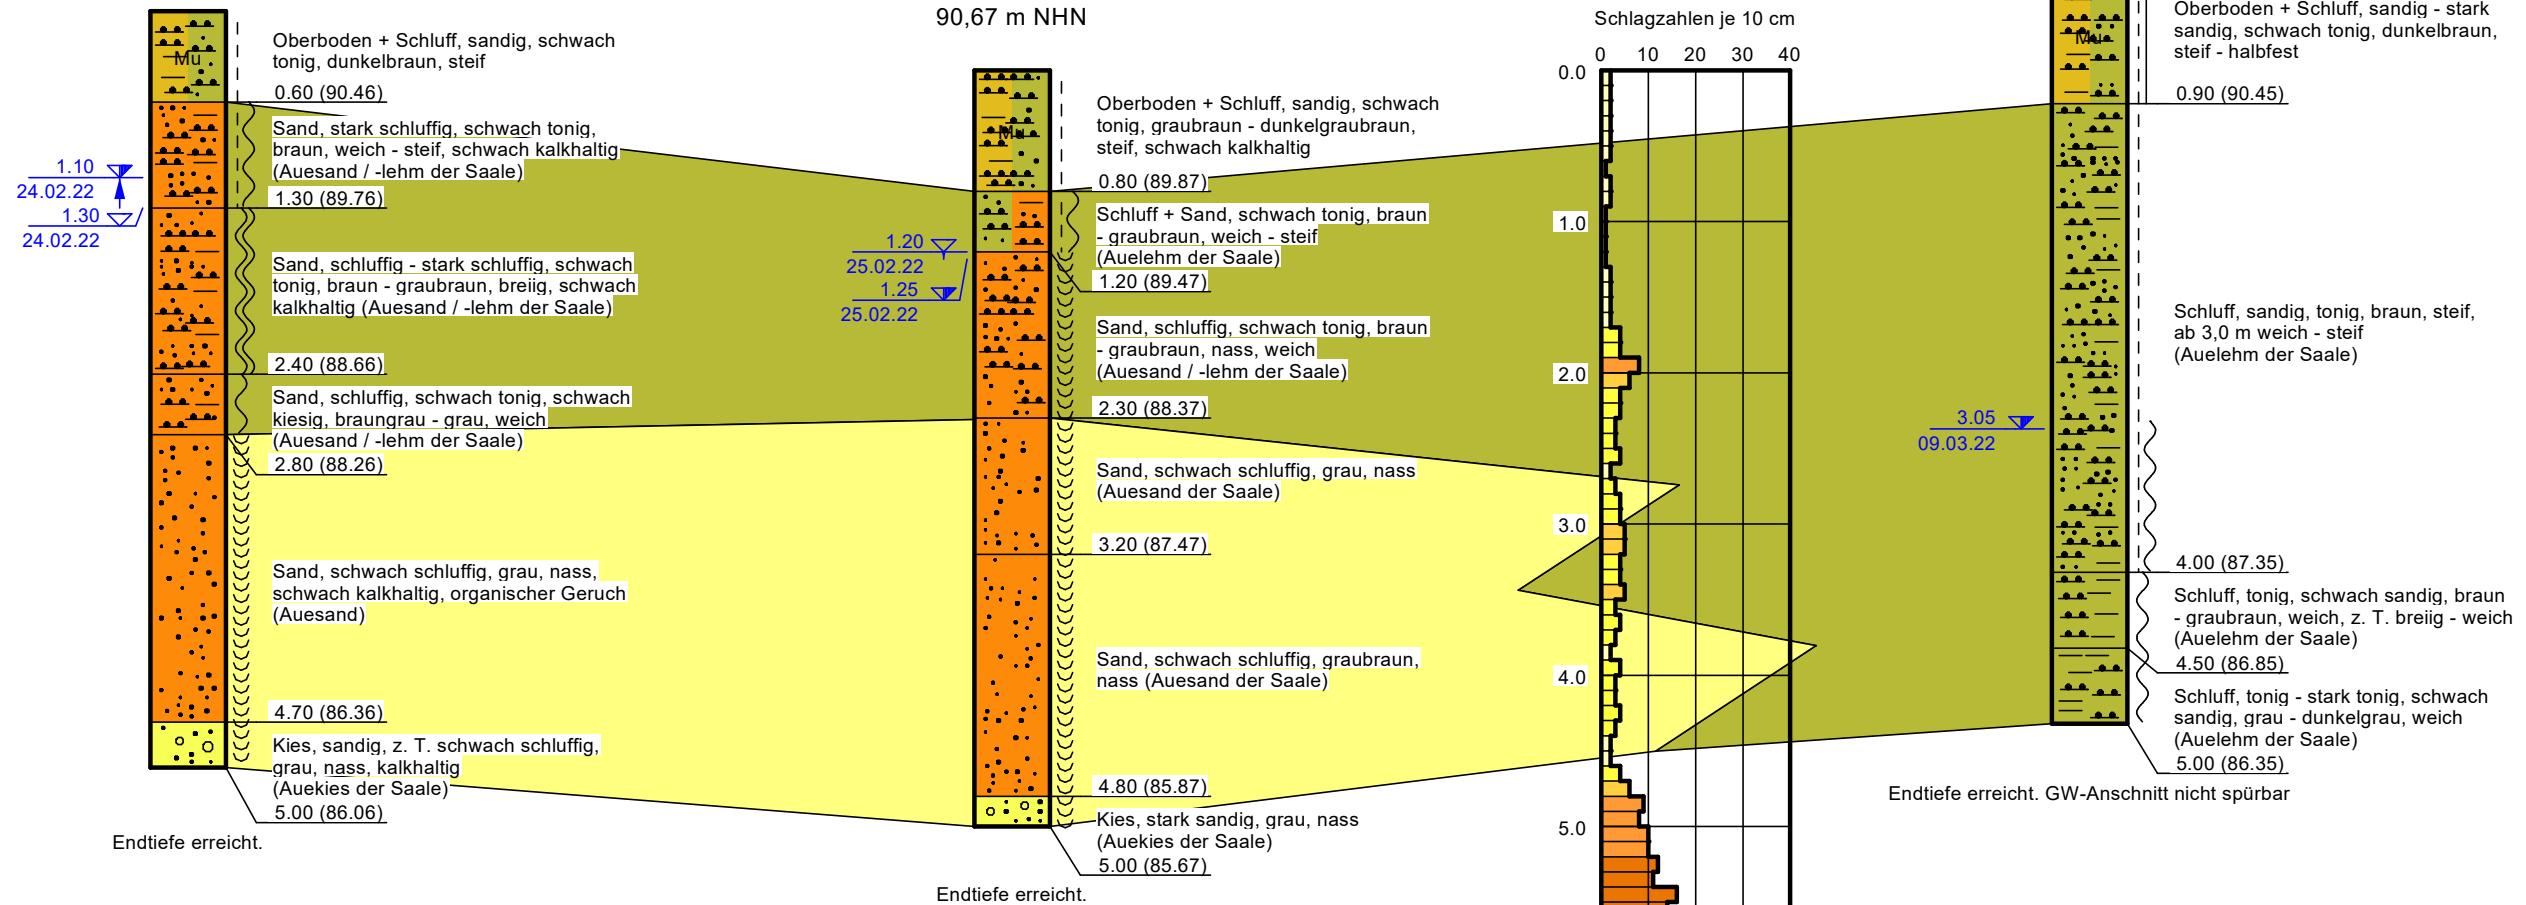 90,67 m NHN
Mu
Oberboden + Schluff, sandig, schwach
tonig, dunkelbraun, steif
0.60 (90.46)
Sand, stark schluffig, schwach tonig,
braun, weich - steif, schwach kalkhaltig
(Auesand / -lehm der Saale)
1.30 (89.76)
1.10
24.02.22
1.30
24.02.22
Sand, schluffig - stark schluffig, schwach
tonig, braun - graubraun, breiig, schwach
kalkhaltig (Auesand / -lehm der Saale)
2.40 (88.66)
Sand, schluffig, schwach tonig, schwach
kiesig, braungrau - grau, weich
(Auesand / -lehm der Saale)
2.80 (88.26)
Sand, schwach schluffig, grau, nass,
schwach kalkhaltig, organischer Geruch
(Auesand)
4.70 (86.36)
Kies, sandig, z. T. schwach schluffig,
grau, nass, kalkhaltig
(Auekies der Saale)
5.00 (86.06)
Endtiefe erreicht.
Mu
Oberboden + Schluff, sandig, schwach
tonig, graubraun - dunkelgraubraun,
steif, schwach kalkhaltig
0.80 (89.87)
Schluff + Sand, schwach tonig, braun
- graubraun, weich - steif
(Auelehm der Saale)
1.20 (89.47)
1.20
25.02.22
1.25
25.02.22
Sand, schluffig, schwach tonig, braun
- graubraun, nass, weich
(Auesand / -lehm der Saale)
2.30 (88.37)
Sand, schwach schluffig, grau, nass
(Auesand der Saale)
3.20 (87.47)
Sand, schwach schluffig, graubraun,
nass (Auesand der Saale)
4.80 (85.87)
Kies, stark sandig, grau, nass
(Auekies der Saale)
5.00 (85.67)
Endtiefe erreicht.
Schlagzahlen je 10 cm
0 10 20 30 40
0.0
1.0
2.0
3.0
4.0
5.0
Mu
Oberboden + Schluff, sandig - stark
sandig, schwach tonig, dunkelbraun,
steif - halbfest
0.90 (90.45)
Schluff, sandig, tonig, braun, steif,
ab 3,0 m weich - steif
(Auelehm der Saale)
3.05
09.03.22
4.00 (87.35)
Schluff, tonig, schwach sandig, braun
- graubraun, weich, z. T. breiig - weich
(Auelehm der Saale)
4.50 (86.85)
Schluff, tonig - stark tonig, schwach
sandig, grau - dunkelgrau, weich
(Auelehm der Saale)
5.00 (86.35)
Endtiefe erreicht. GW-Anschnitt nicht spürbar